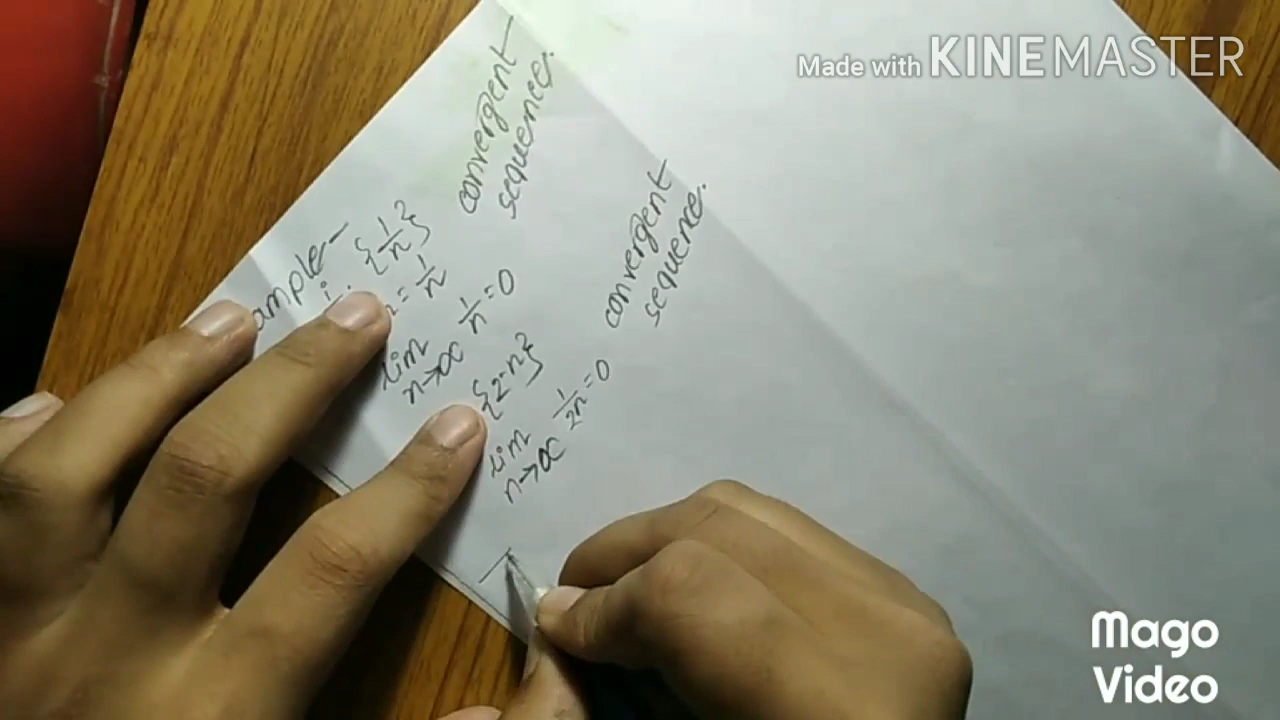 Made with KINEMASTER
ample-
i. {1/n}
= 1/n
convergent
sequence.
lim 1/n = 0
n→∞
{2-n}
lim 1/2n = 0
n→∞
convergent
sequence.
Mago
Video